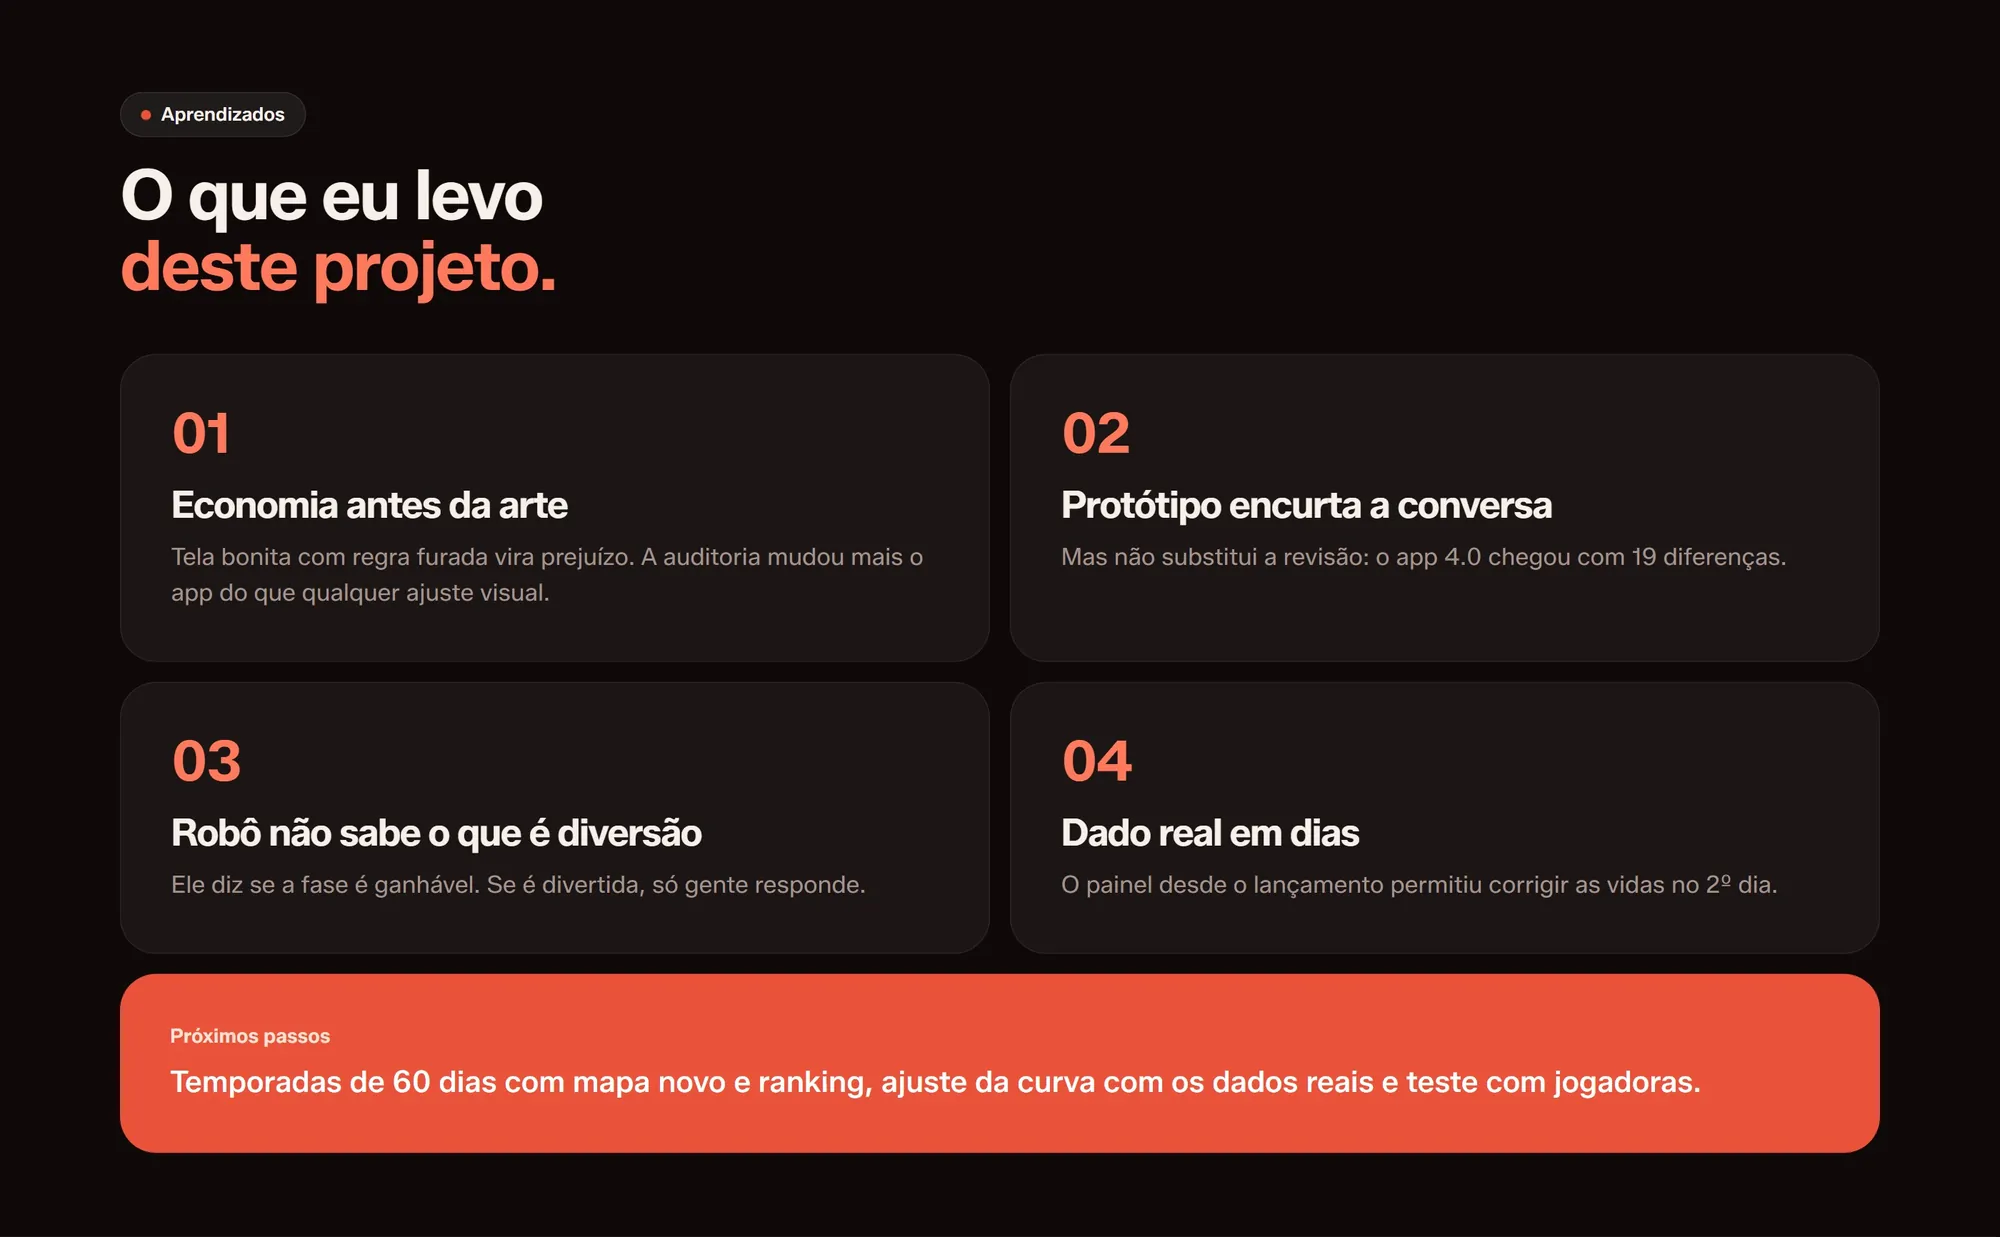 Aprendizados
O que eu levo
deste projeto.
01
Economia antes da arte
Tela bonita com regra furada vira prejuízo. A auditoria mudou mais o
app do que qualquer ajuste visual.
02
Protótipo encurta a conversa
Mas não substitui a revisão: o app 4.0 chegou com 19 diferenças.
03
Robô não sabe o que é diversão
Ele diz se a fase é ganhável. Se é divertida, só gente responde.
04
Dado real em dias
O painel desde o lançamento permitiu corrigir as vidas no 2º dia.
Próximos passos
Temporadas de 60 dias com mapa novo e ranking, ajuste da curva com os dados reais e teste com jogadoras.